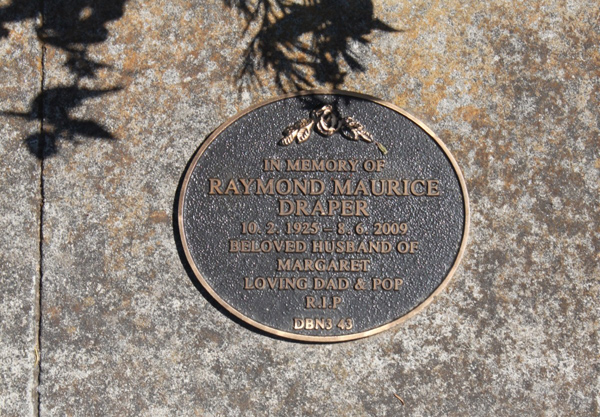 IN MEMORY OF
RAYMOND MAURICE
DRAPER
10. 2. 1925 – 8. 6. 2009
BELOVED HUSBAND OF
MARGARET
LOVING DAD & POP
R.I.P
DBN3 43